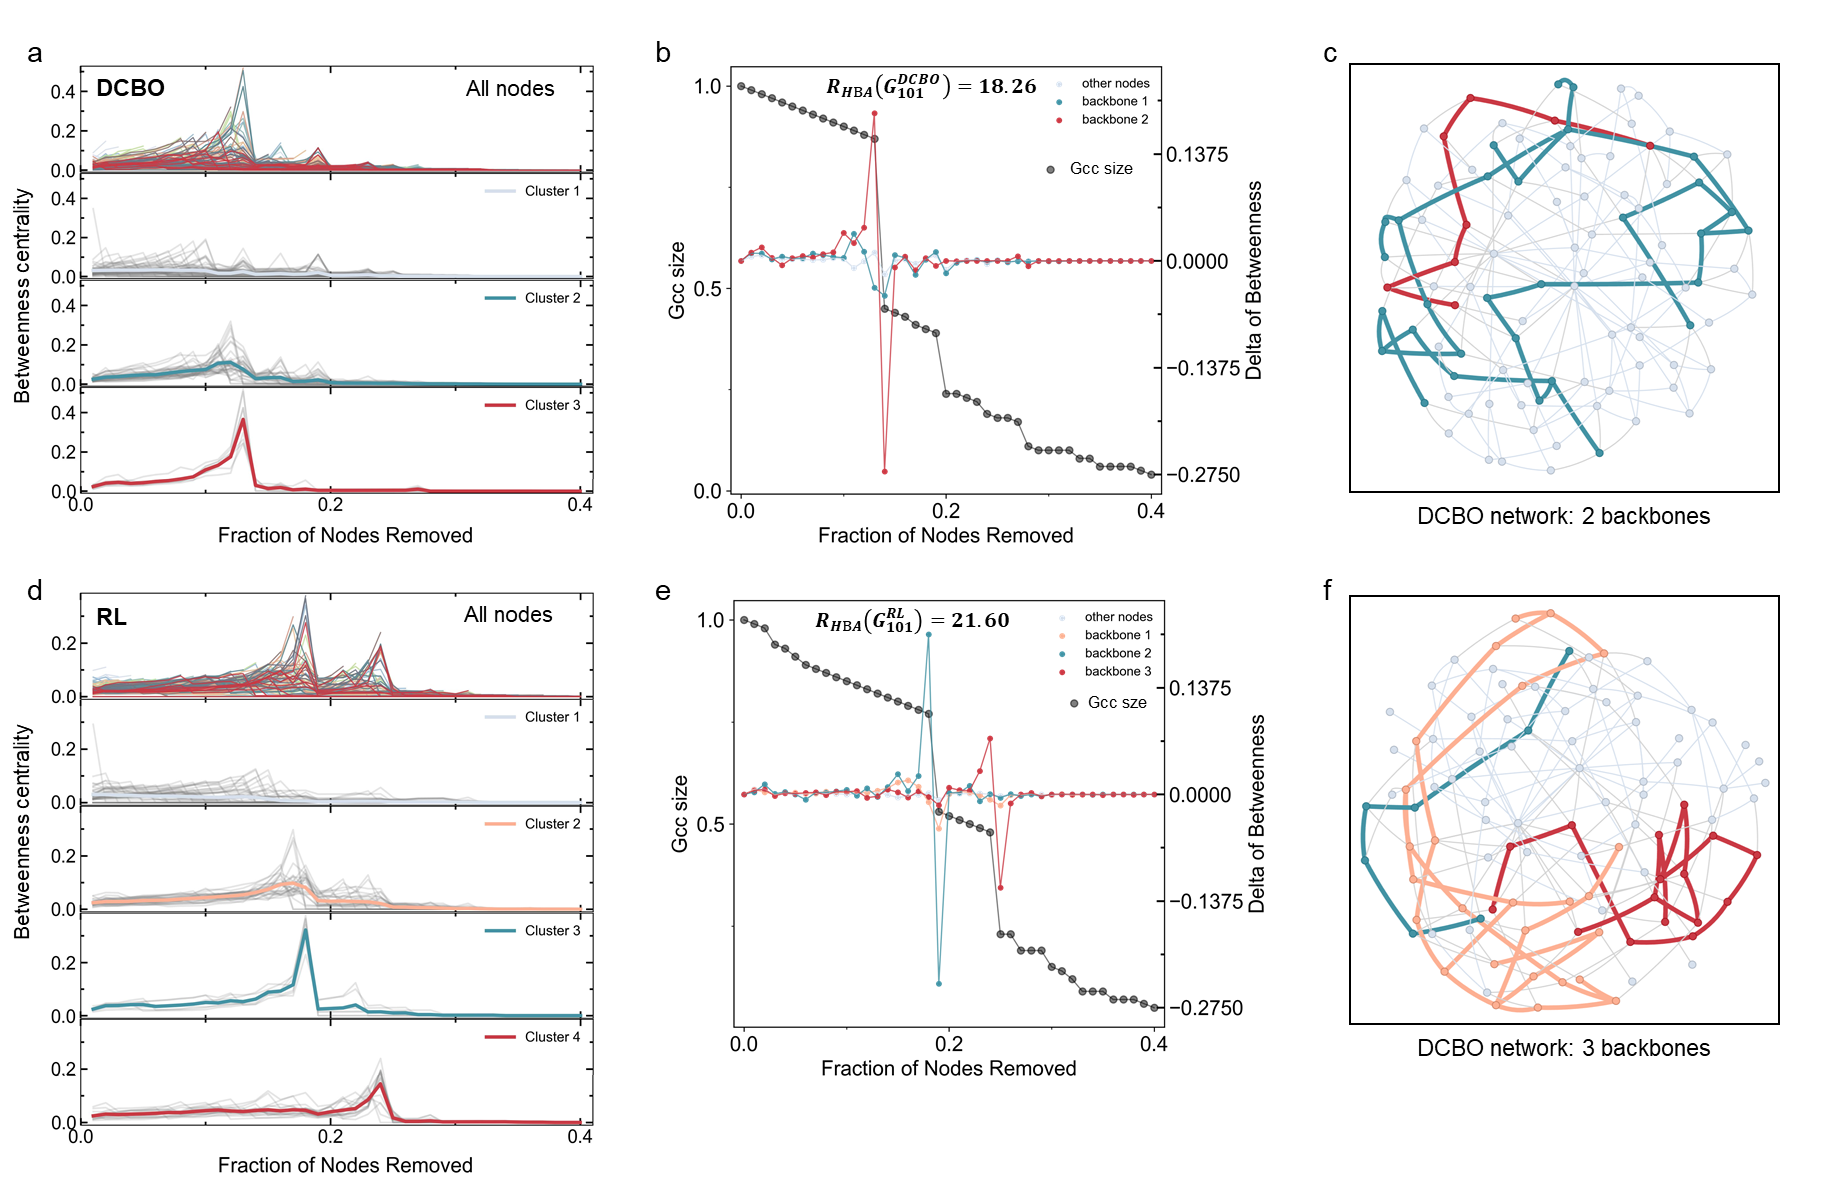 a
DCBO
All nodes
0.4
0.2
0.0
Cluster 1
0.4
0.2
0.0
Cluster 2
0.4
0.2
0.0
Cluster 3
0.4
0.2
0.0
0.0
0.2
0.4
Betweenness centrality
Fraction of Nodes Removed
b
R_HBA(G_101^DCBO) = 18.26
other nodes
backbone 1
backbone 2
Gcc size
1.0
0.5
0.0
Gcc size
0.1375
0.0000
−0.1375
−0.2750
Delta of Betweenness
0.0
0.2
0.4
Fraction of Nodes Removed
c
DCBO network: 2 backbones
d
RL
All nodes
0.2
0.0
Cluster 1
0.2
0.0
Cluster 2
0.2
0.0
Cluster 3
0.2
0.0
Cluster 4
0.2
0.0
0.0
0.2
0.4
Betweenness centrality
Fraction of Nodes Removed
e
R_HBA(G_101^RL) = 21.60
other nodes
backbone 1
backbone 2
backbone 3
Gcc sze
1.0
0.5
Gcc size
0.1375
0.0000
−0.1375
−0.2750
Delta of Betweenness
0.0
0.2
0.4
Fraction of Nodes Removed
f
DCBO network: 3 backbones